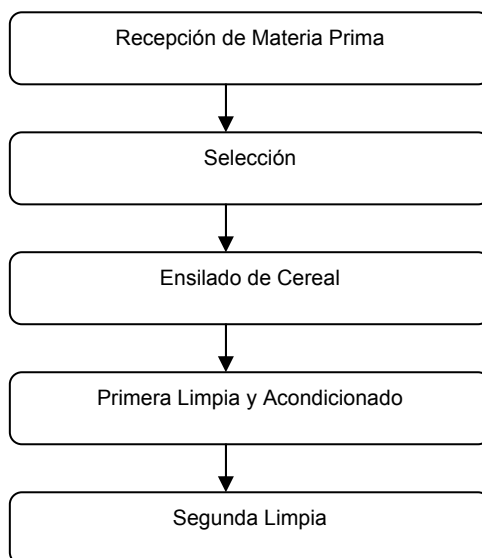 Recepción de Materia Prima
Selección
Ensilado de Cereal
Primera Limpia y Acondicionado
Segunda Limpia